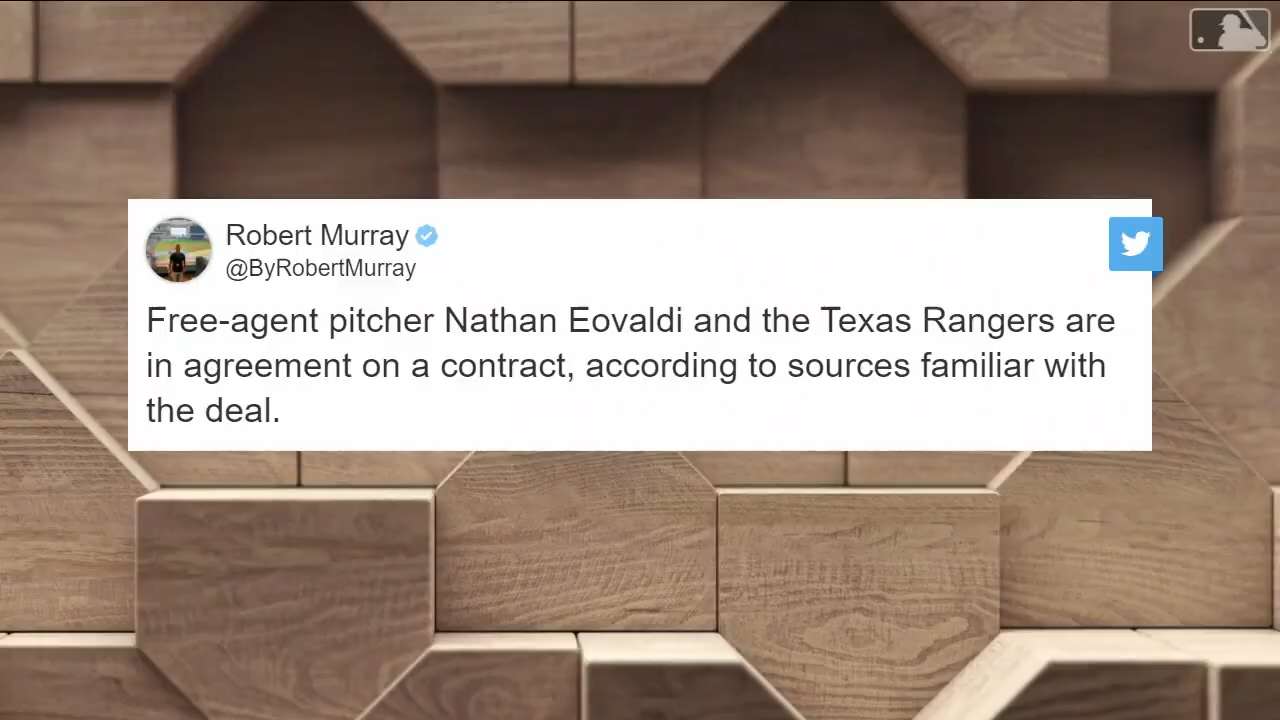 Robert Murray
@ByRobertMurray
Free-agent pitcher Nathan Eovaldi and the Texas Rangers are
in agreement on a contract, according to sources familiar with
the deal.